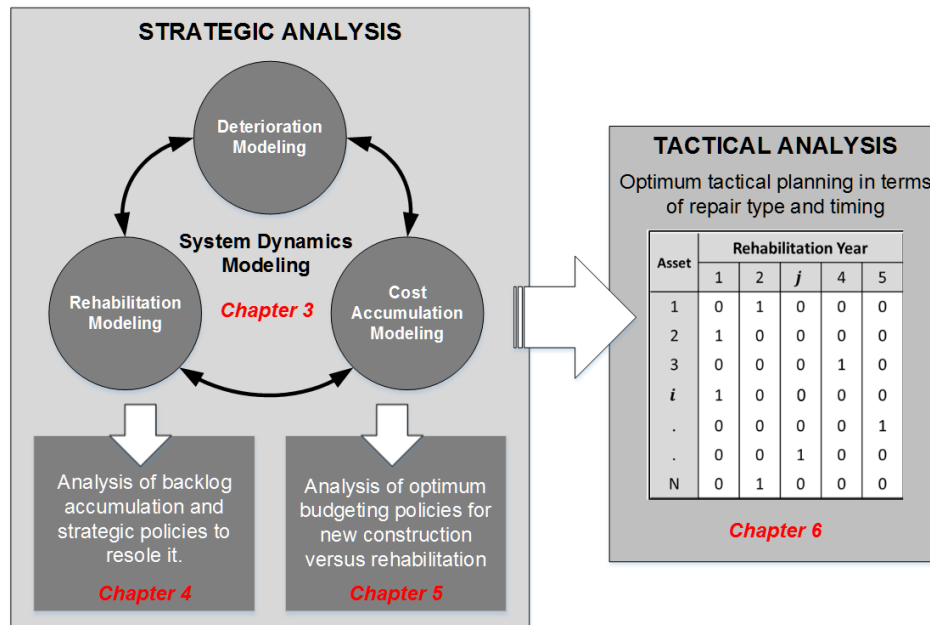 STRATEGIC ANALYSIS
Deterioration
Modeling
System Dynamics
Modeling
Chapter 3
Rehabilitation
Modeling
Cost
Accumulation
Modeling
Analysis of backlog
accumulation and
strategic policies to
resole it.
Chapter 4
Analysis of optimum
budgeting policies for
new construction
versus rehabilitation
Chapter 5
TACTICAL ANALYSIS
Optimum tactical planning in terms
of repair type and timing
Asset Rehabilitation Year
1 2 j 4 5
1 0 1 0 0 0
2 1 0 0 0 0
3 0 0 0 1 0
i 1 0 0 0 0
. 0 0 0 0 1
. 0 0 1 0 0
N 0 1 0 0 0
Chapter 6